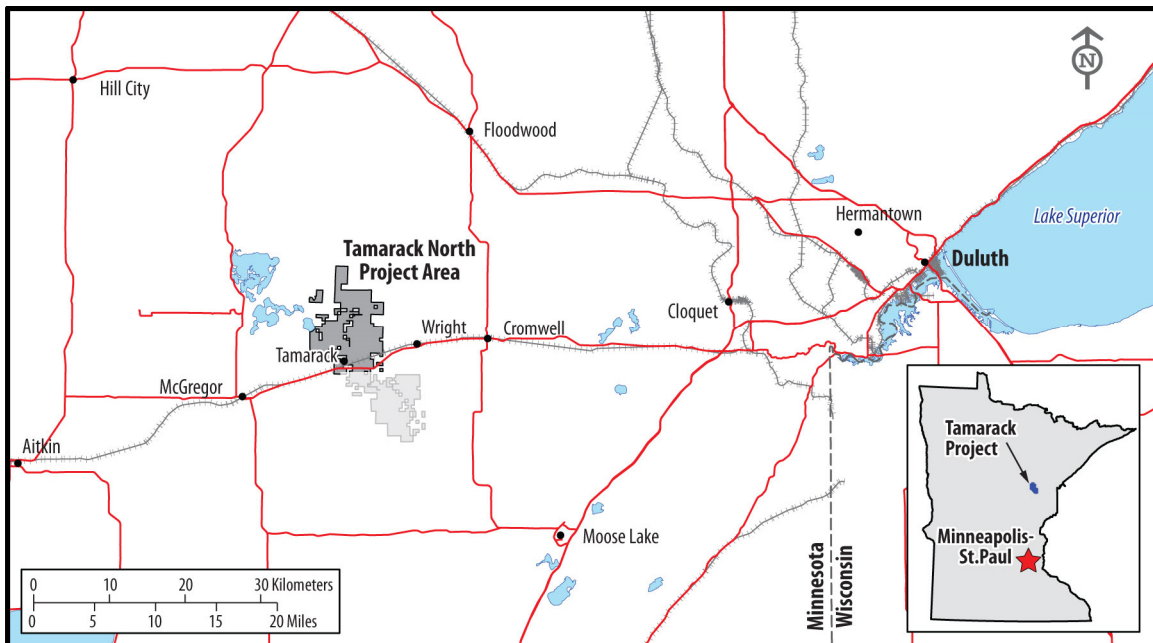 N
Hill City
Floodwood
Hermantown
Lake Superior
Duluth
Tamarack North
Project Area
Cloquet
Wright
Cromwell
Tamarack
McGregor
Aitkin
Moose Lake
Minnesota
Wisconsin
Tamarack
Project
Minneapolis-
St.Paul
0 10 20 30 Kilometers
0 5 10 15 20 Miles